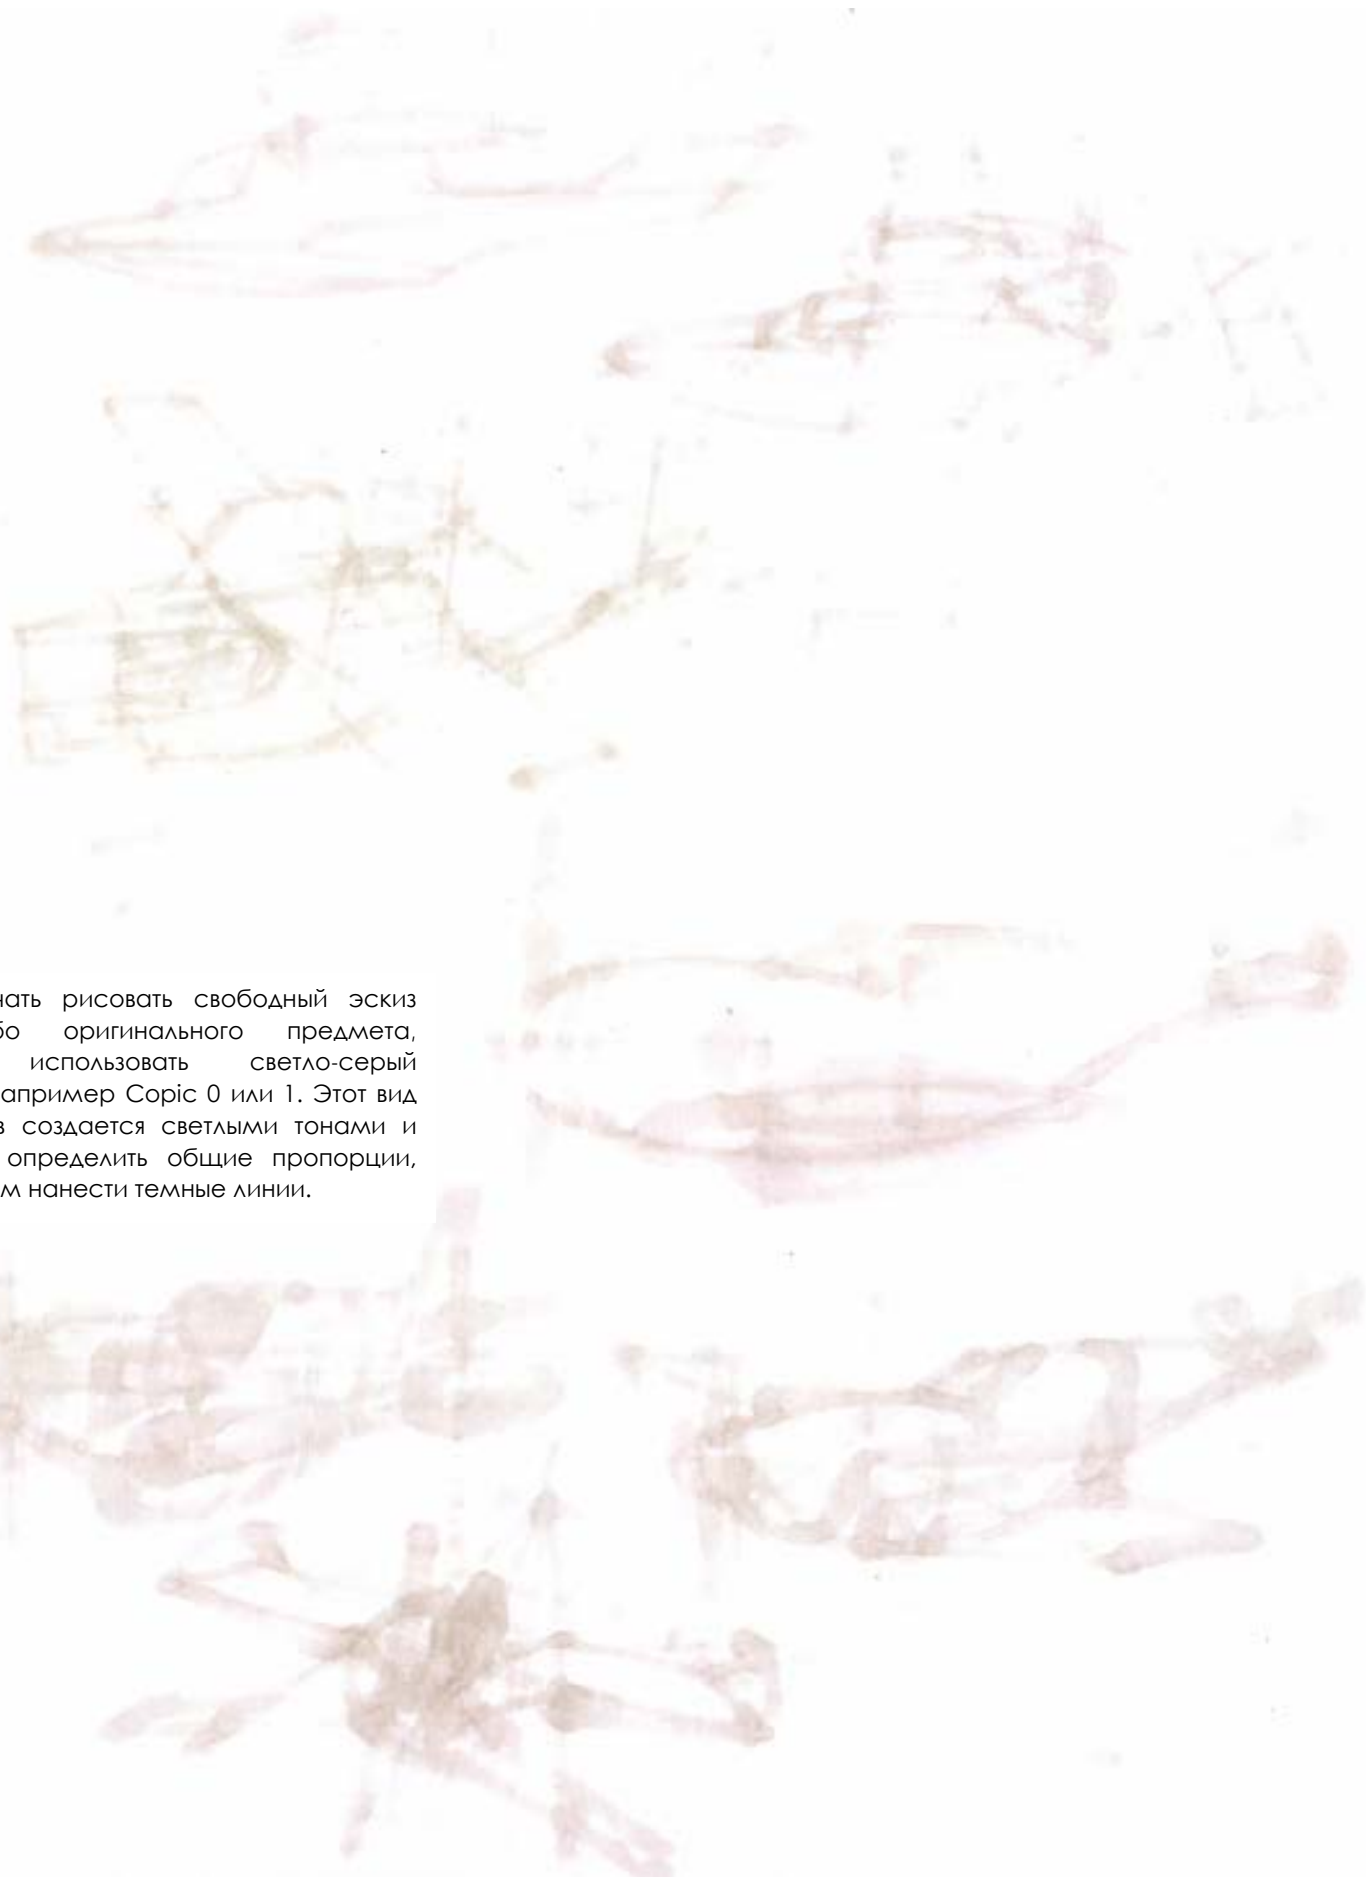 нать рисовать свободный эскиз
бо оригинального предмета,
использовать светло-серый
апример Copic 0 или 1. Этот вид
в создается светлыми тонами и
определить общие пропорции,
м нанести темные линии.